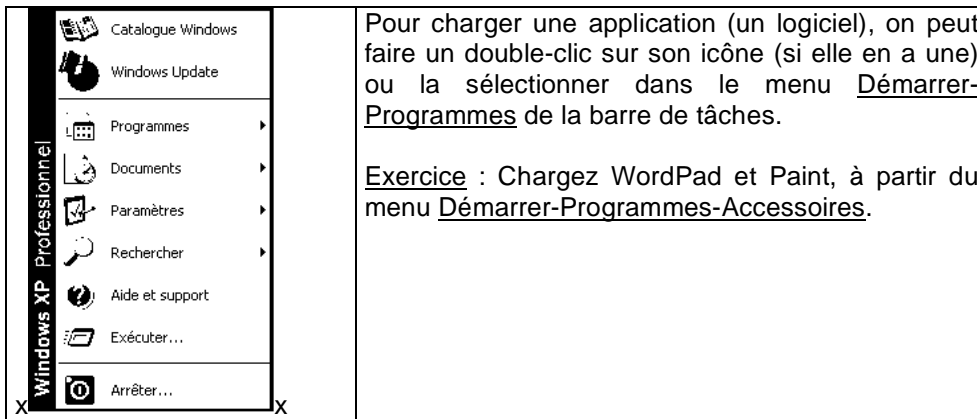 Catalogue Windows
Windows Update
Programmes
Documents
Paramètres
Rechercher
Aide et support
Exécuter...
Arrêter...
Windows XP Professionnel
x
x
Pour charger une application (un logiciel), on peut
faire un double-clic sur son icône (si elle en a une)
ou la sélectionner dans le menu Démarrer-
Programmes de la barre de tâches.
Exercice : Chargez WordPad et Paint, à partir du
menu Démarrer-Programmes-Accessoires.